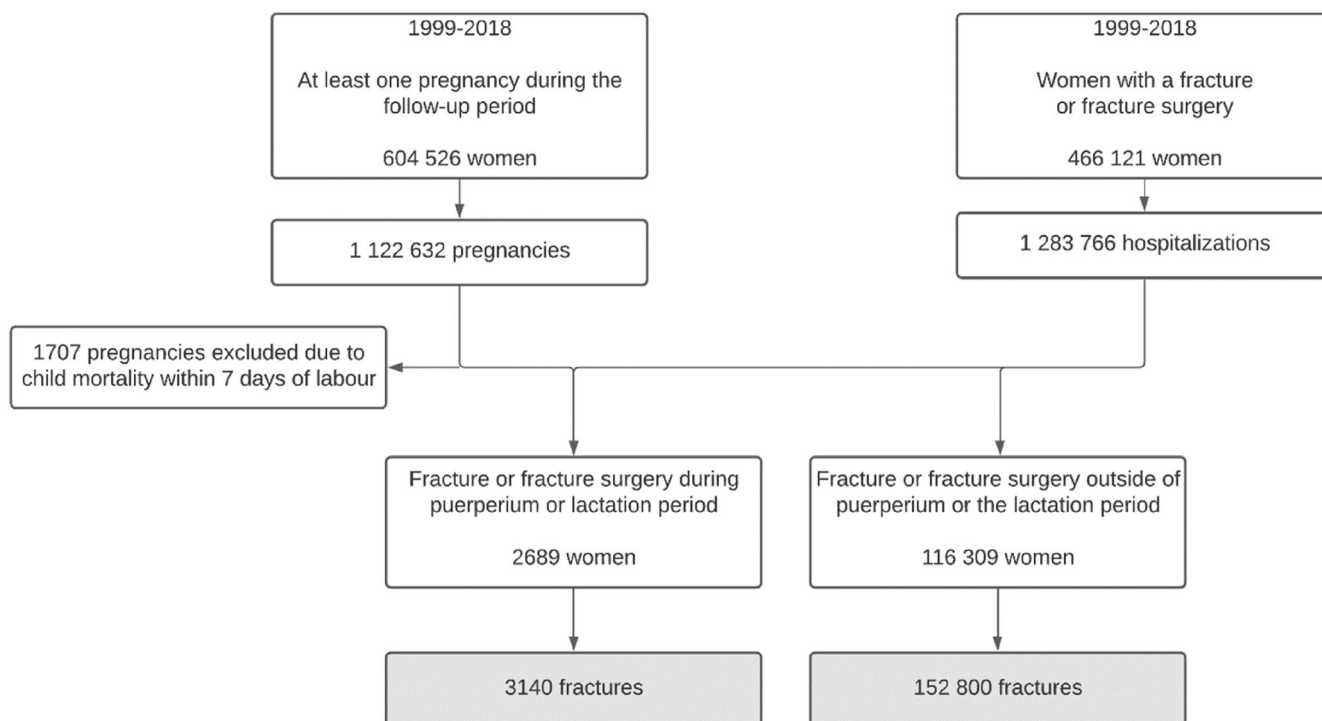 1999-2018
At least one pregnancy during the
follow-up period
604 526 women
1999-2018
Women with a fracture
or fracture surgery
466 121 women
1 122 632 pregnancies
1 283 766 hospitalizations
1707 pregnancies excluded due to
child mortality within 7 days of labour
Fracture or fracture surgery during
puerperium or lactation period
2689 women
Fracture or fracture surgery outside of
puerperium or the lactation period
116 309 women
3140 fractures
152 800 fractures